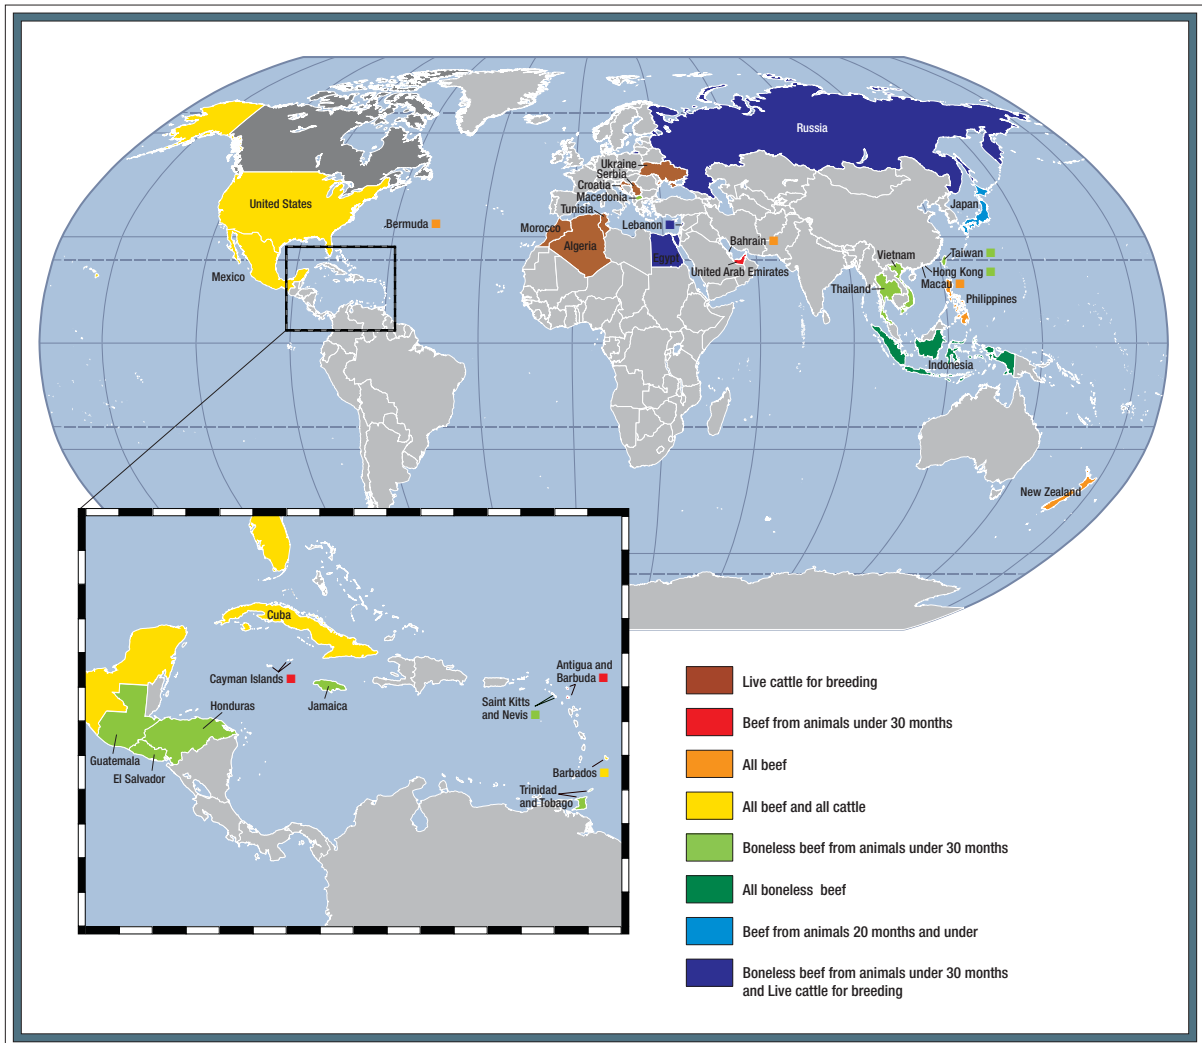 Russia
Ukraine
Serbia
Croatia
Macedonia
United States
Japan
Tunisia
Bermuda
Lebanon
Morocco
Bahrain
Algeria
Taiwan
Vietnam
Egypt
Hong Kong
United Arab Emirates
Mexico
Macau
Thailand
Philippines
Indonesia
New Zealand
Cuba
Antigua and
Barbuda
Cayman Islands
Saint Kitts
and Nevis
Jamaica
Honduras
Guatemala
El Salvador
Barbados
Trinidad
and Tobago
Live cattle for breeding
Beef from animals under 30 months
All beef
All beef and all cattle
Boneless beef from animals under 30 months
All boneless beef
Beef from animals 20 months and under
Boneless beef from animals under 30 months
and Live cattle for breeding